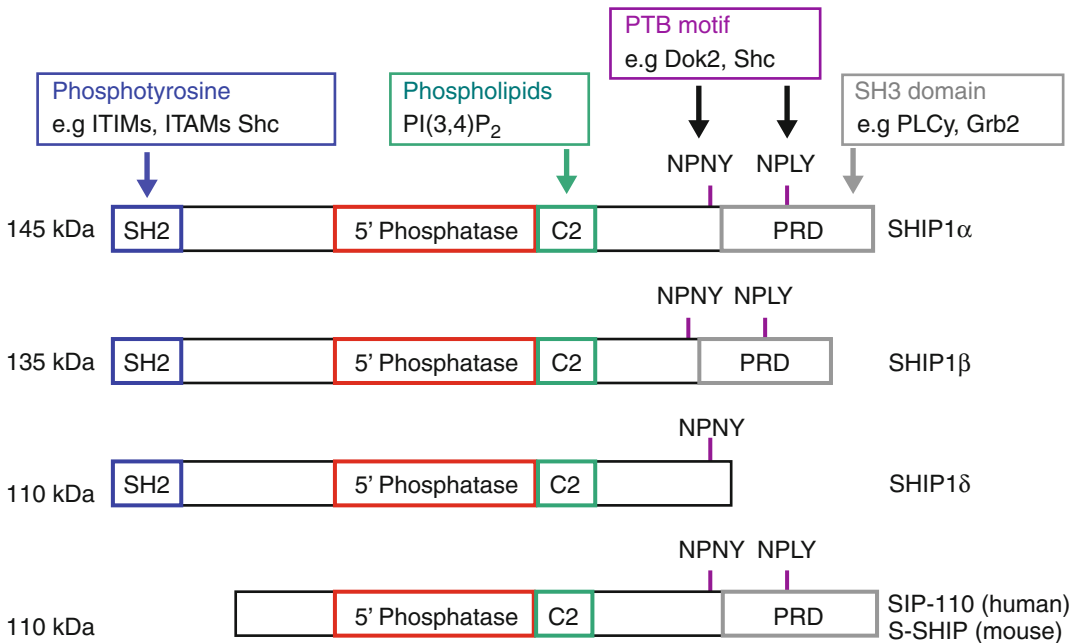 PTB motif
e.g Dok2, Shc
Phosphotyrosine
e.g ITIMs, ITAMs Shc
Phospholipids
PI(3,4)P2
SH3 domain
e.g PLCy, Grb2
NPNY NPLY
145 kDa SH2 5' Phosphatase C2 PRD SHIP1α
NPNY NPLY
135 kDa SH2 5' Phosphatase C2 PRD SHIP1β
NPNY
110 kDa SH2 5' Phosphatase C2 SHIP1δ
NPNY NPLY
110 kDa 5' Phosphatase C2 PRD SIP-110 (human)
S-SHIP (mouse)